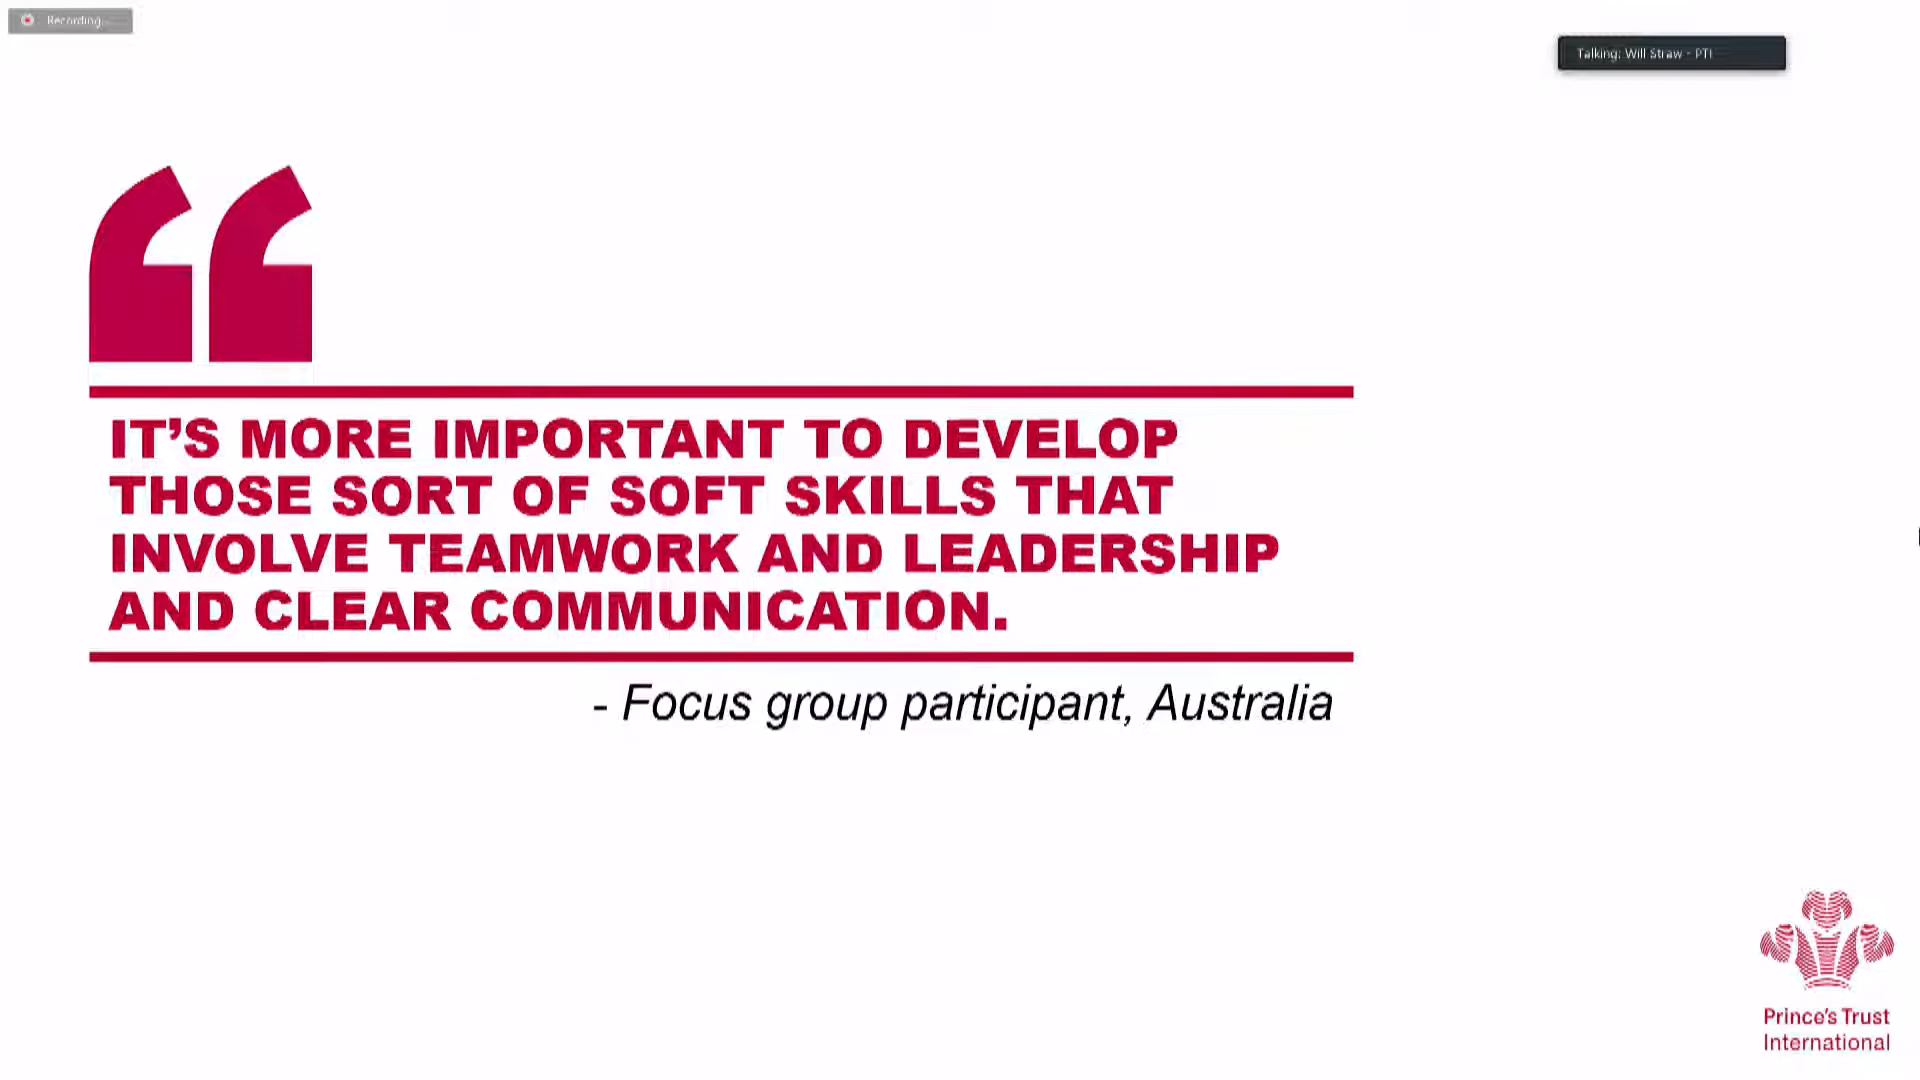 Recording...
Talking: Will Straw - PTI
“
IT’S MORE IMPORTANT TO DEVELOP
THOSE SORT OF SOFT SKILLS THAT
INVOLVE TEAMWORK AND LEADERSHIP
AND CLEAR COMMUNICATION.
- Focus group participant, Australia
Prince's Trust
International